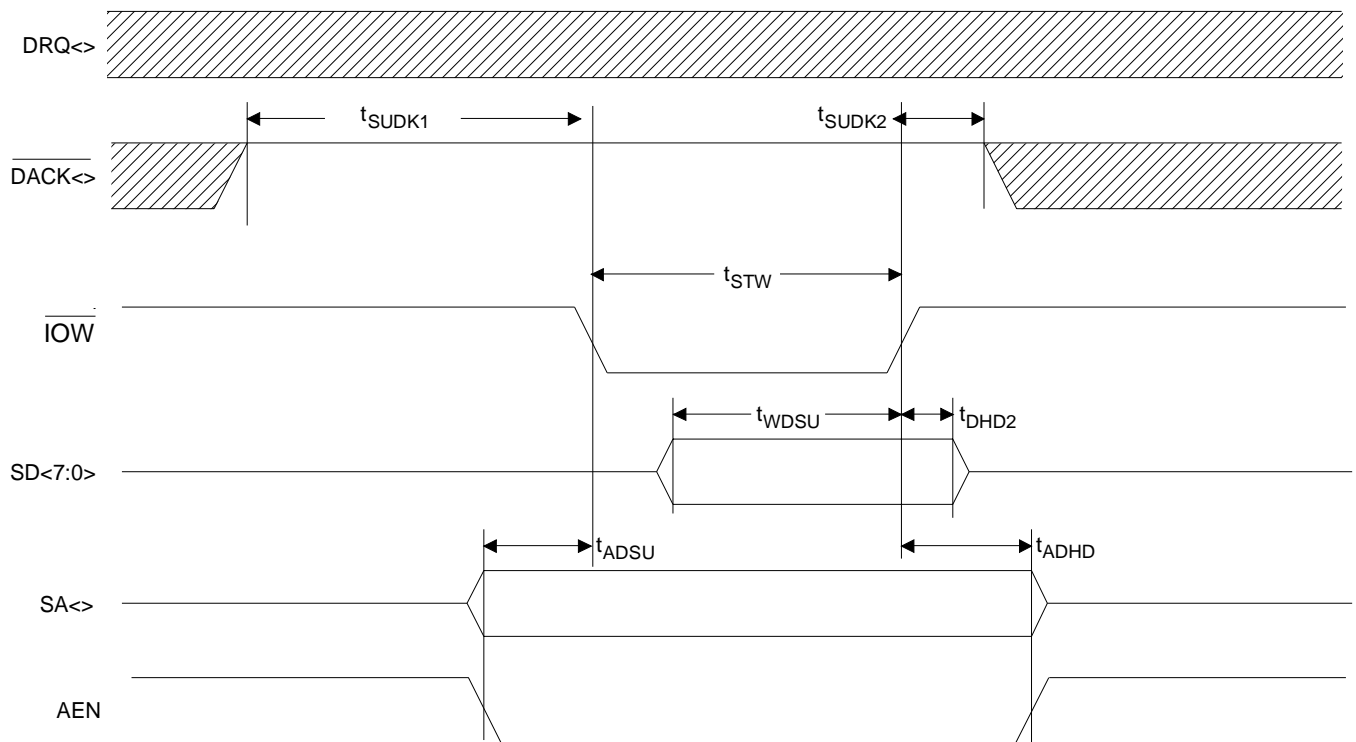 DRQ<>
tSUDK1
tSUDK2
DACK<>
tSTW
IOW
tWDSU
tDHD2
SD<7:0>
tADSU
tADHD
SA<>
AEN